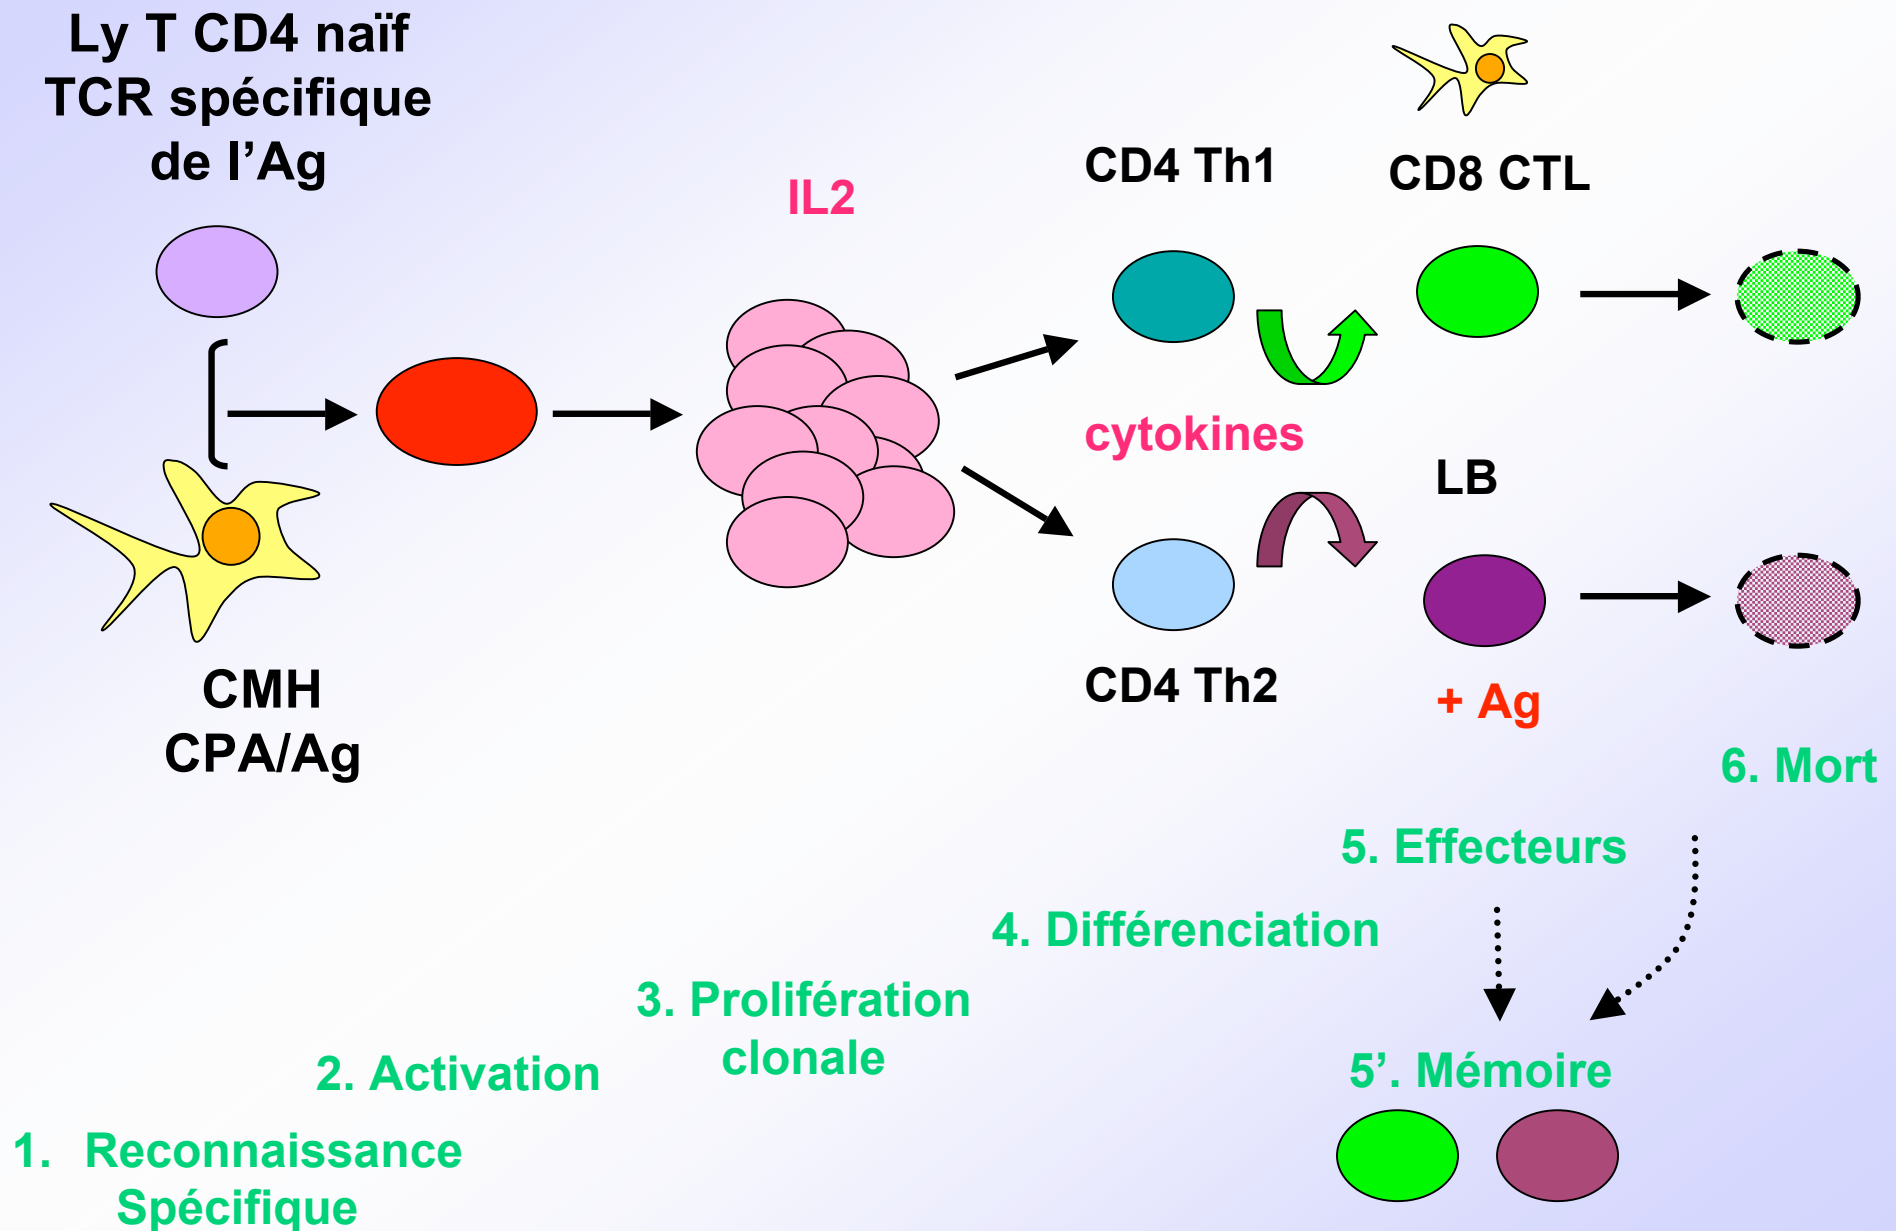 Ly T CD4 naïf
TCR spécifique
de l’Ag
IL2
CD4 Th1
CD8 CTL
cytokines
LB
CD4 Th2
+ Ag
CMH
CPA/Ag
6. Mort
5. Effecteurs
4. Différenciation
3. Prolifération
clonale
2. Activation
5’. Mémoire
1. Reconnaissance
Spécifique